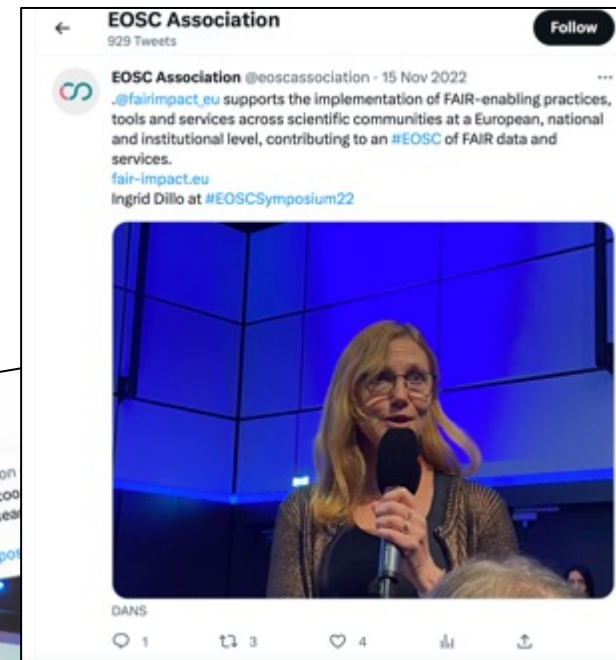 EOSC Association
929 Tweets
Follow
EOSC Association @eoscassociation · 15 Nov 2022
.@fairimpact_eu supports the implementation of FAIR-enabling practices,
tools and services across scientific communities at a European, national
and institutional level, contributing to an #EOSC of FAIR data and
services.
fair-impact.eu
Ingrid Dillo at #EOSCSymposium22
DANS
1 3 4